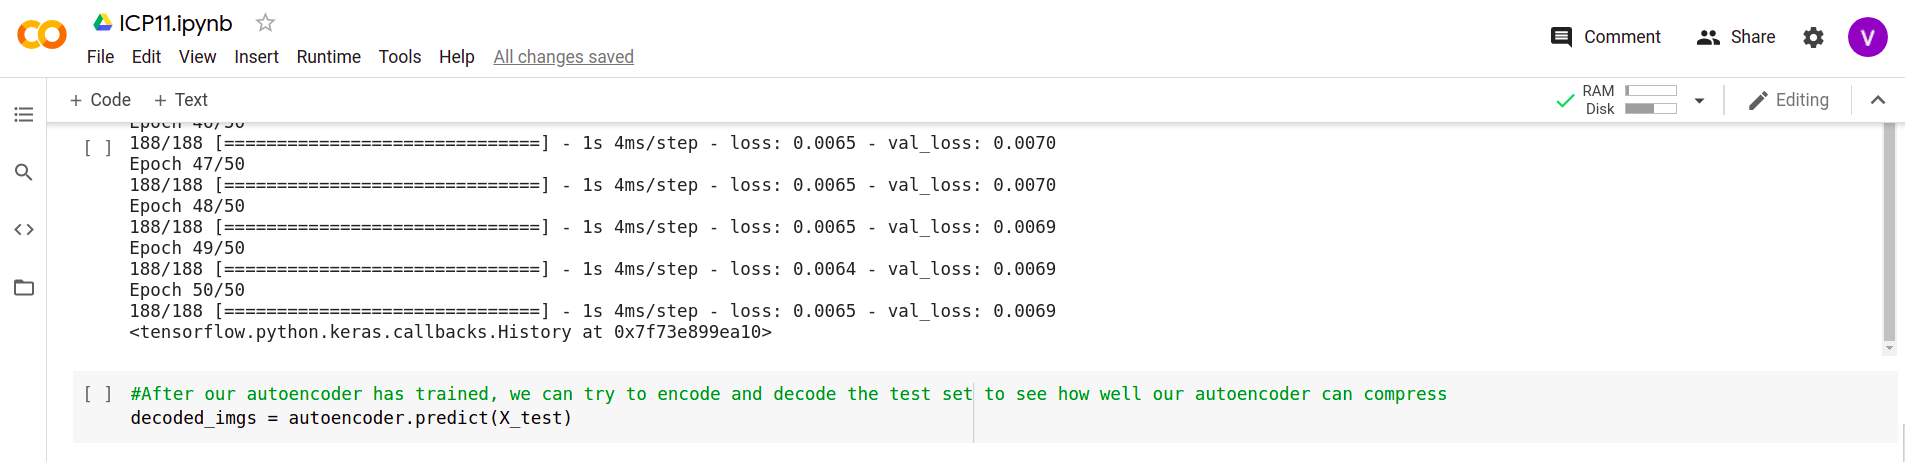 ICP11.ipynb
File Edit View Insert Runtime Tools Help All changes saved
Comment Share V
+ Code + Text
RAM
Disk
Editing
Epoch 46/50
[ ] 188/188 [==============================] - 1s 4ms/step - loss: 0.0065 - val_loss: 0.0070
Epoch 47/50
188/188 [==============================] - 1s 4ms/step - loss: 0.0065 - val_loss: 0.0070
Epoch 48/50
188/188 [==============================] - 1s 4ms/step - loss: 0.0065 - val_loss: 0.0069
Epoch 49/50
188/188 [==============================] - 1s 4ms/step - loss: 0.0064 - val_loss: 0.0069
Epoch 50/50
188/188 [==============================] - 1s 4ms/step - loss: 0.0065 - val_loss: 0.0069
<tensorflow.python.keras.callbacks.History at 0x7f73e899ea10>
[ ] #After our autoencoder has trained, we can try to encode and decode the test set to see how well our autoencoder can compress
decoded_imgs = autoencoder.predict(X_test)